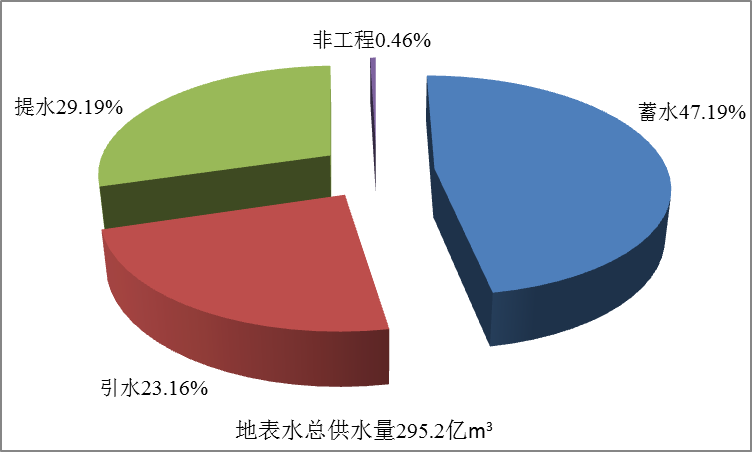 非工程0.46%
提水29.19%
蓄水47.19%
引水23.16%
地表水总供水量295.2亿m³